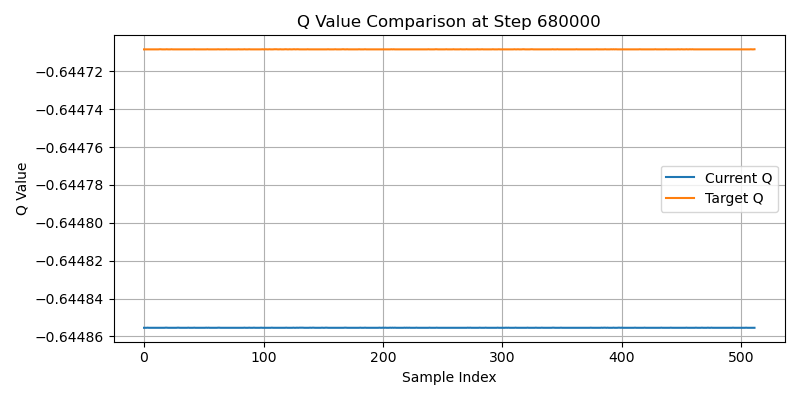 Q Value Comparison at Step 680000
−0.64472
−0.64474
−0.64476
−0.64478
−0.64480
−0.64482
−0.64484
−0.64486
Q Value
Current Q
Target Q
0 100 200 300 400 500
Sample Index